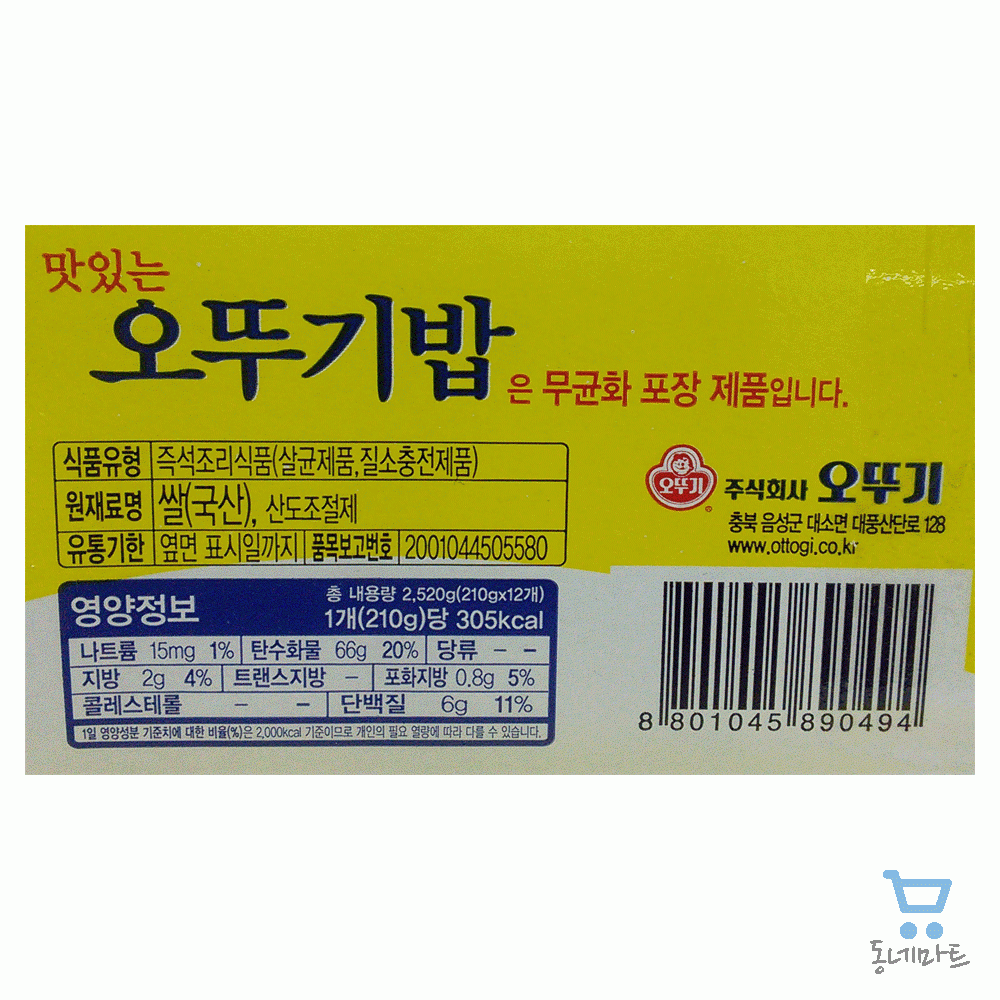 맛있는
오뚜기밥은 무균화 포장 제품입니다.
식품유형 즉석조리식품(살균제품,질소충전제품)
원재료명 쌀(국산), 산도조절제
유통기한 옆면 표시일까지 품목보고번호 2001044505580
오뚜기 주식회사 오뚜기
충북 음성군 대소면 대풍산단로 128
www.ottogi.co.kr
영양정보 총 내용량 2,520g(210gx12개)
1개(210g)당 305kcal
나트륨 15mg 1% 탄수화물 66g 20% 당류 – –
지방 2g 4% 트랜스지방 – 포화지방 0.8g 5%
콜레스테롤 – – 단백질 6g 11%
1일 영양성분 기준치에 대한 비율(%)은 2,000kcal 기준이므로 개인의 필요 열량에 따라 다를 수 있습니다.
8 801045 890494
동네마트